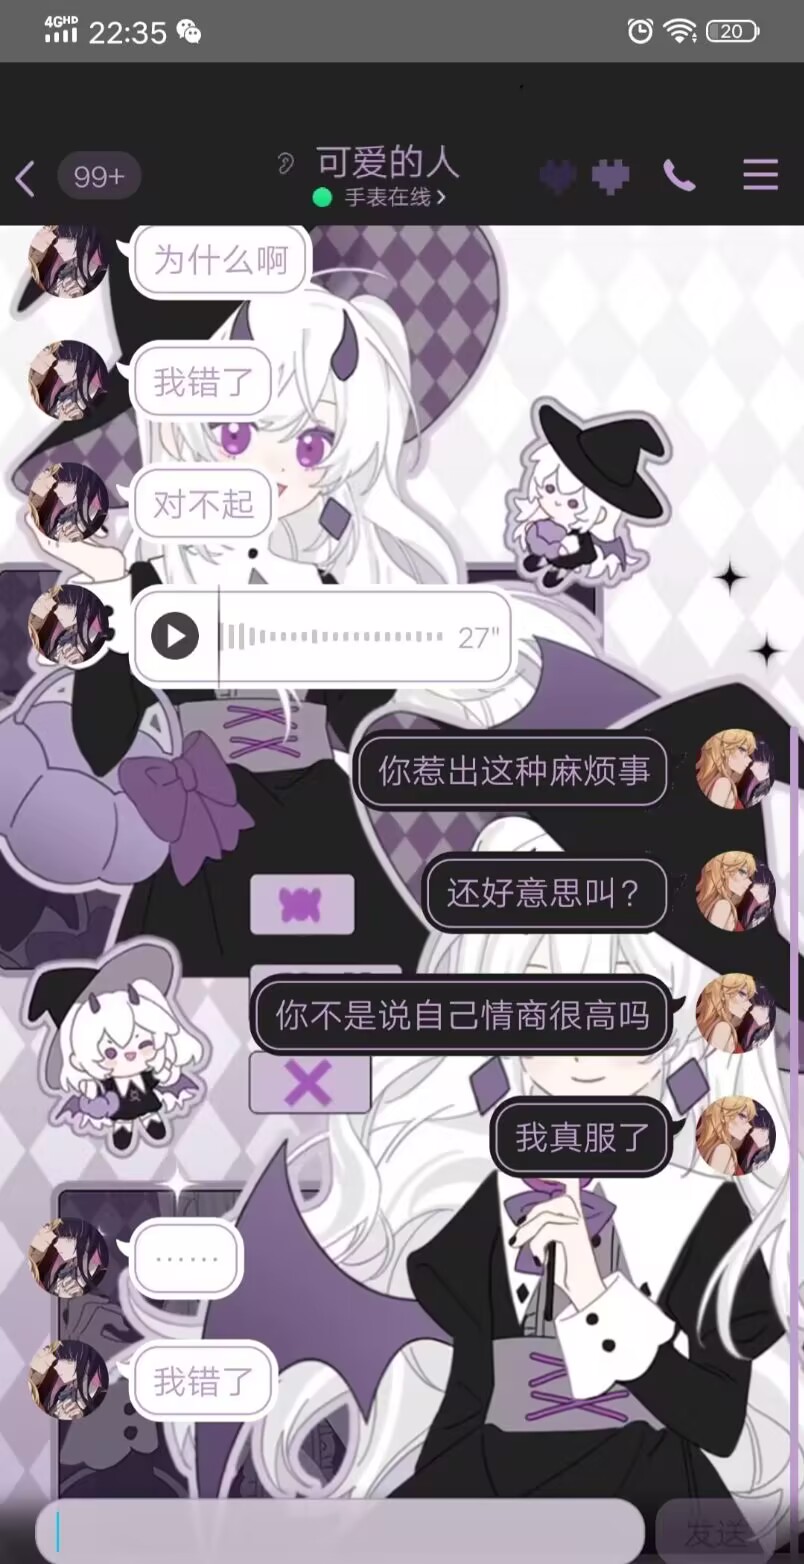 4GHD 22:35 20
99+ 可爱的人
手表在线
为什么啊
我错了
对不起
27"
你惹出这种麻烦事
还好意思叫？
你不是说自己情商很高吗
我真服了
……
我错了
发送